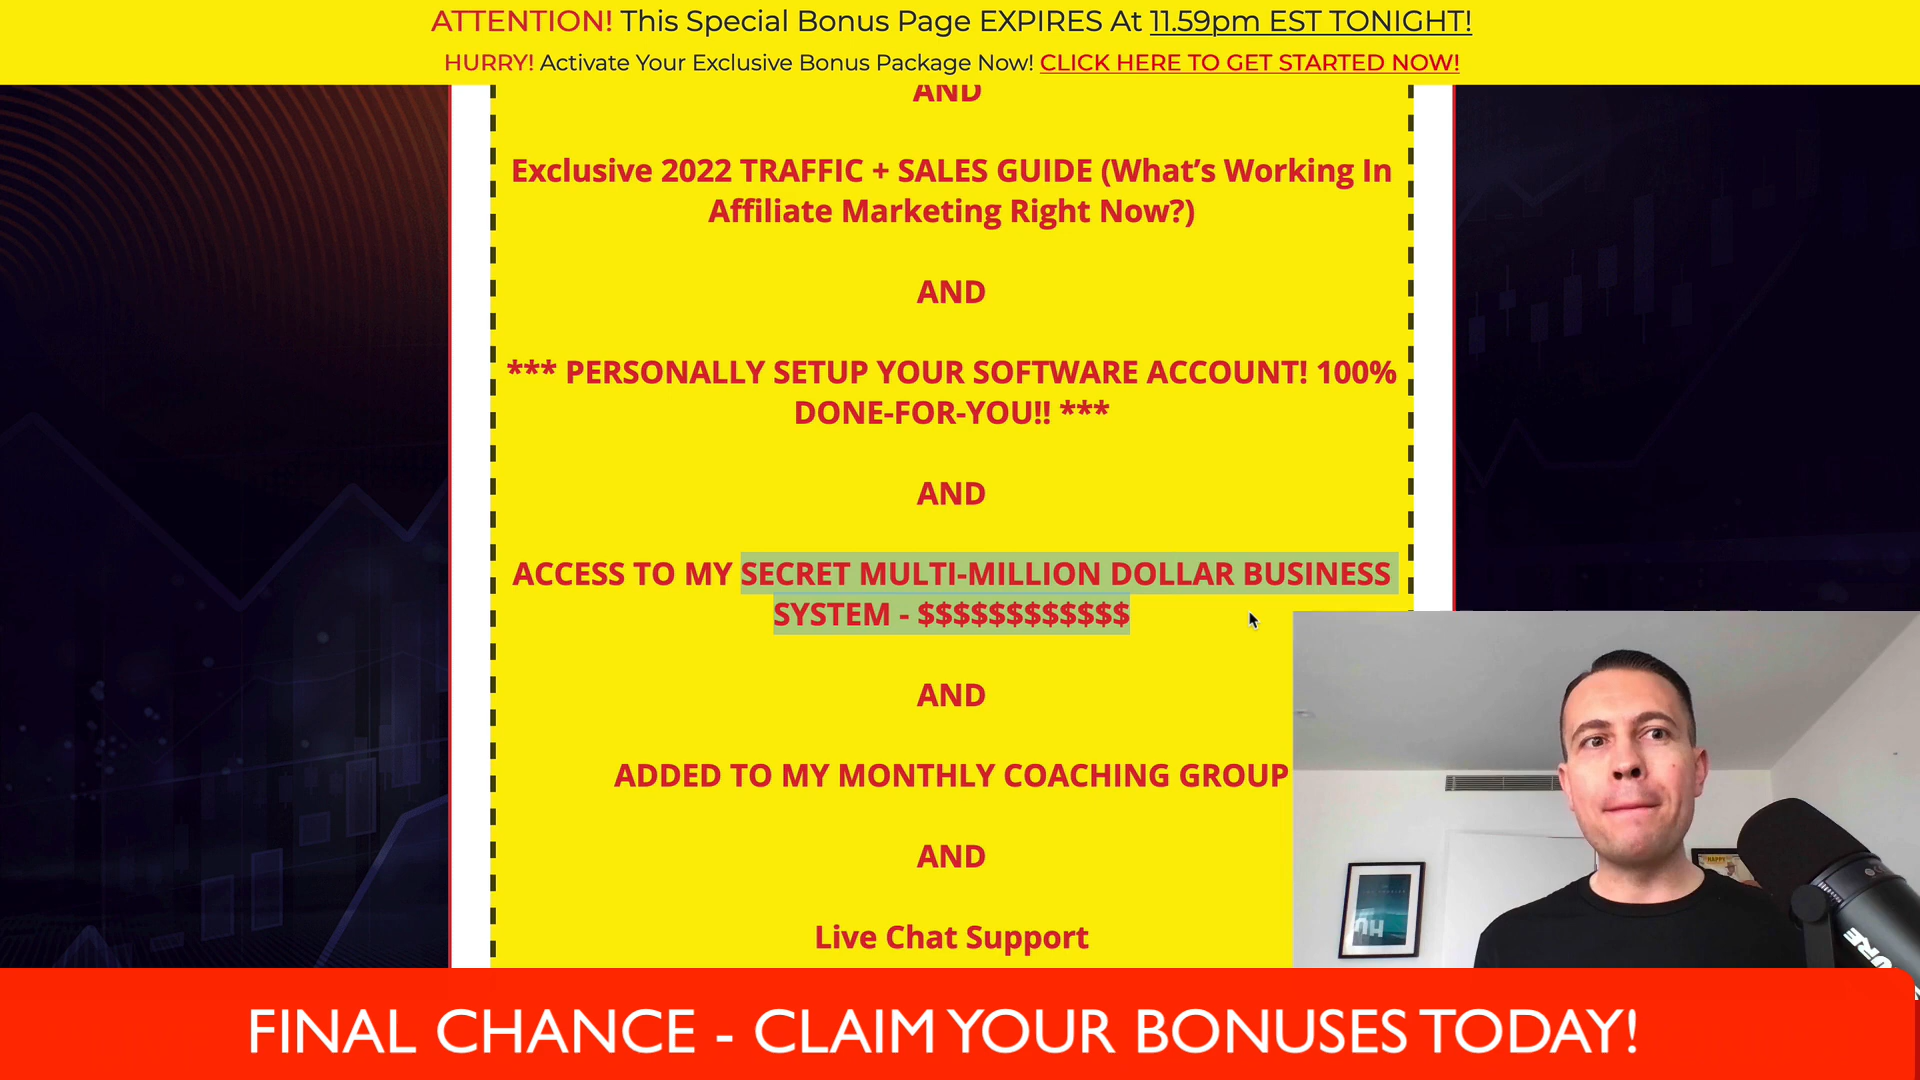 ATTENTION! This Special Bonus Page EXPIRES At 11.59pm EST TONIGHT!
HURRY! Activate Your Exclusive Bonus Package Now! CLICK HERE TO GET STARTED NOW!
AND
Exclusive 2022 TRAFFIC + SALES GUIDE (What’s Working In
Affiliate Marketing Right Now?)
AND
*** PERSONALLY SETUP YOUR SOFTWARE ACCOUNT! 100%
DONE-FOR-YOU!! ***
AND
ACCESS TO MY SECRET MULTI-MILLION DOLLAR BUSINESS
SYSTEM - $$$$$$$$$$$$
AND
ADDED TO MY MONTHLY COACHING GROUP
AND
Live Chat Support
HAPPY
FINAL CHANCE - CLAIM YOUR BONUSES TODAY!